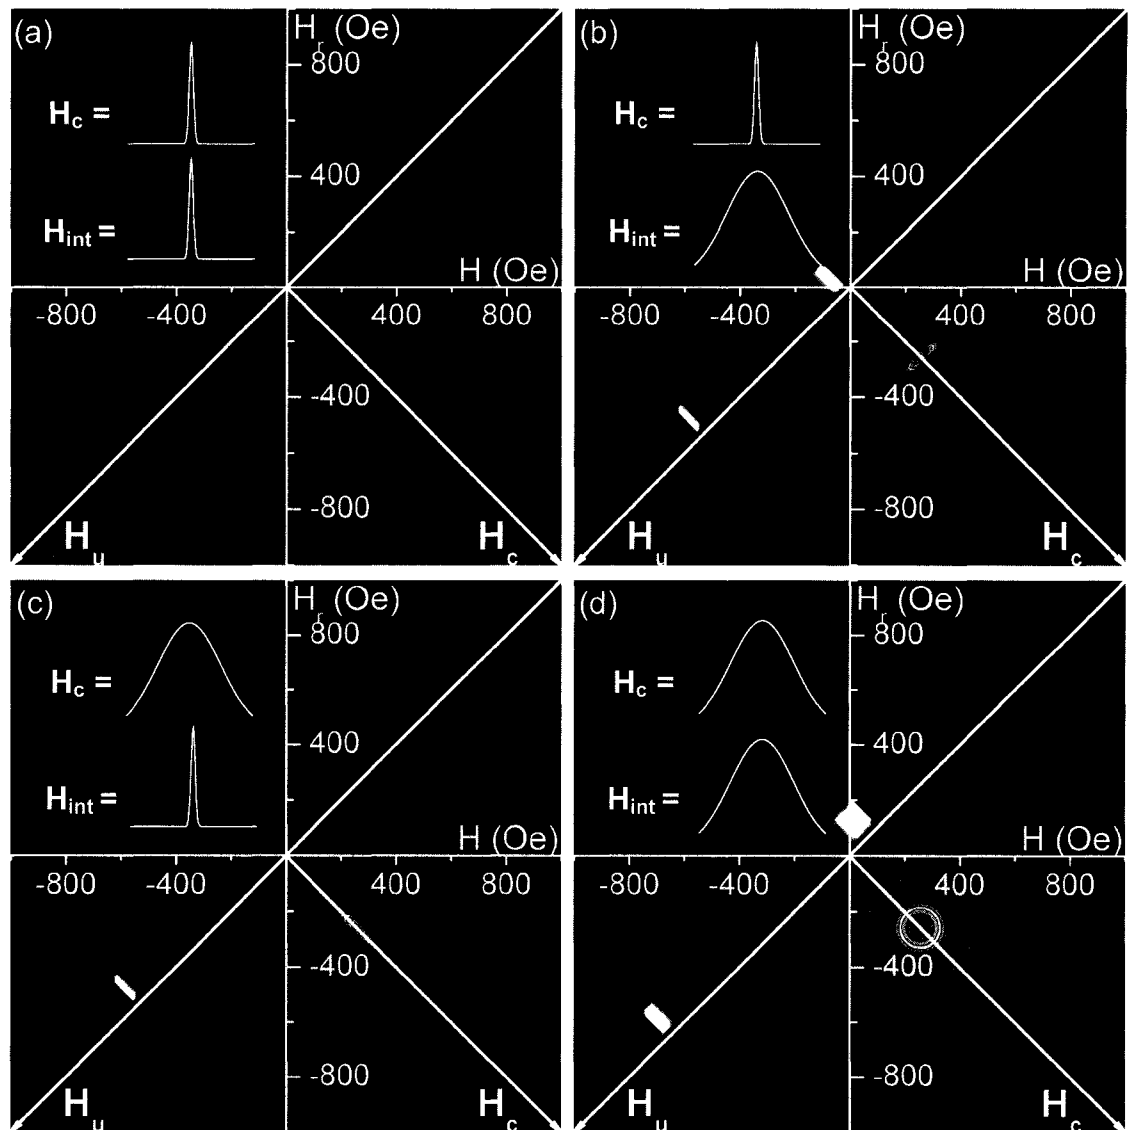 (a)
H_r (Oe)
800
H_c =
400
H_int =
H (Oe)
-800 -400 400 800
-400
-800
H_u H_c
(b)
H_r (Oe)
800
H_c =
400
H_int =
H (Oe)
-800 -400 400 800
-400
-800
H_u H_c
(c)
H_r (Oe)
800
H_c =
400
H_int =
H (Oe)
-800 -400 400 800
-400
-800
H_u H_c
(d)
H_r (Oe)
800
H_c =
400
H_int =
H (Oe)
-800 -400 400 800
-400
-800
H_u H_c